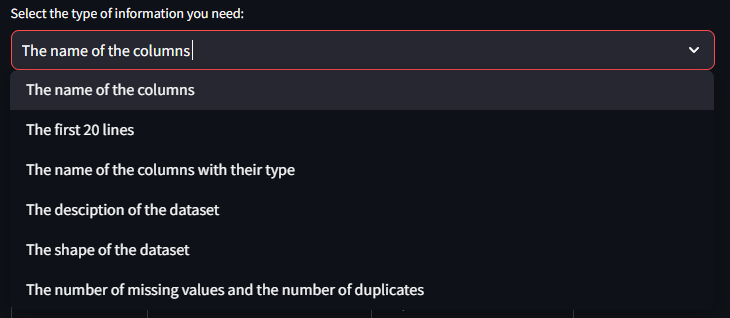 Select the type of information you need:
The name of the columns
The name of the columns
The first 20 lines
The name of the columns with their type
The desciption of the dataset
The shape of the dataset
The number of missing values and the number of duplicates